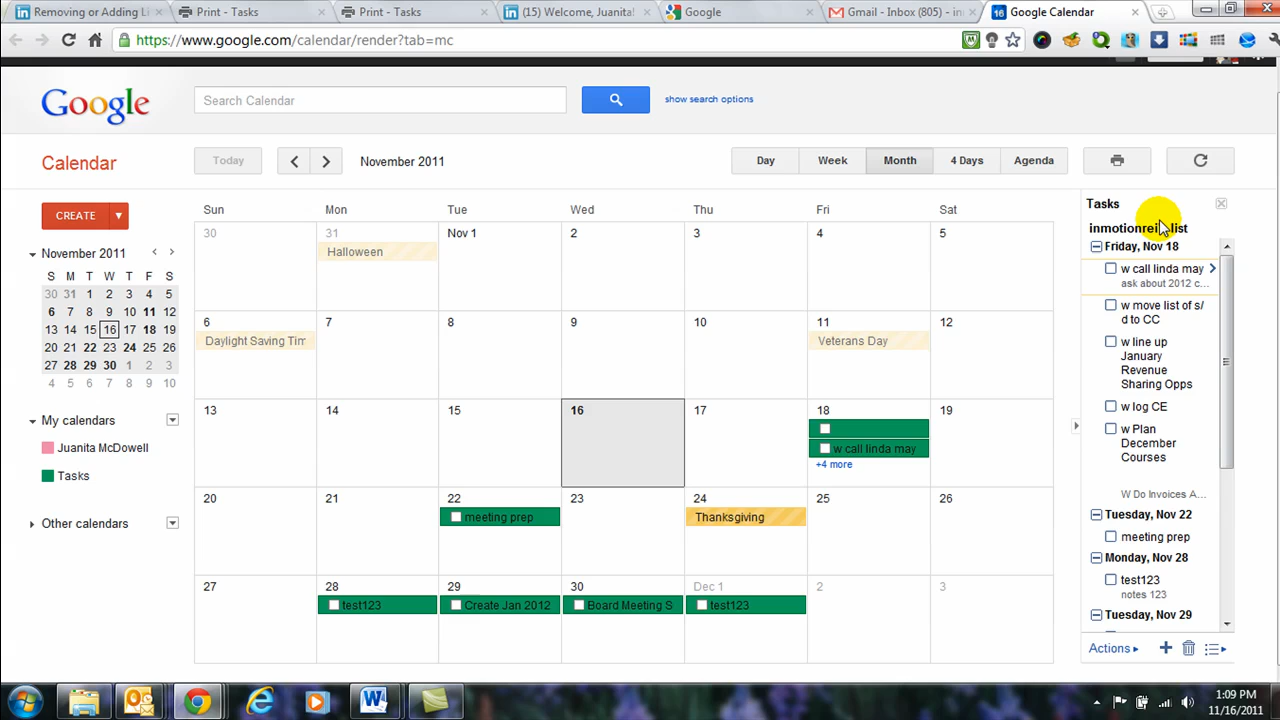 Removing or Adding Li
Print - Tasks
Print - Tasks
(15) Welcome, Juanita!
Google
Gmail - Inbox (805) - in
16 Google Calendar
https://www.google.com/calendar/render?tab=mc
Google
Search Calendar
show search options
Calendar
Today
November 2011
Day
Week
Month
4 Days
Agenda
CREATE
November 2011
S M T W T F S
30 31 1 2 3 4 5
6 7 8 9 10 11 12
13 14 15 16 17 18 19
20 21 22 23 24 25 26
27 28 29 30 1 2 3
4 5 6 7 8 9 10
My calendars
Juanita McDowell
Tasks
Other calendars
Sun Mon Tue Wed Thu Fri Sat
30 31 Nov 1 2 3 4 5
Halloween
6 7 8 9 10 11 12
Daylight Saving Tim
Veterans Day
13 14 15 16 17 18 19
w call linda may
+4 more
20 21 22 23 24 25 26
meeting prep
Thanksgiving
27 28 29 30 Dec 1 2 3
test123
Create Jan 2012
Board Meeting S
test123
Tasks
list
Friday, Nov 18
w call linda may
ask about 2012 c...
w move list of s/
d to CC
w line up
January
Revenue
Sharing Opps
w log CE
w Plan
December
Courses
W Do Invoices A...
Tuesday, Nov 22
meeting prep
Monday, Nov 28
test123
notes 123
Tuesday, Nov 29
Actions
1:09 PM
11/16/2011